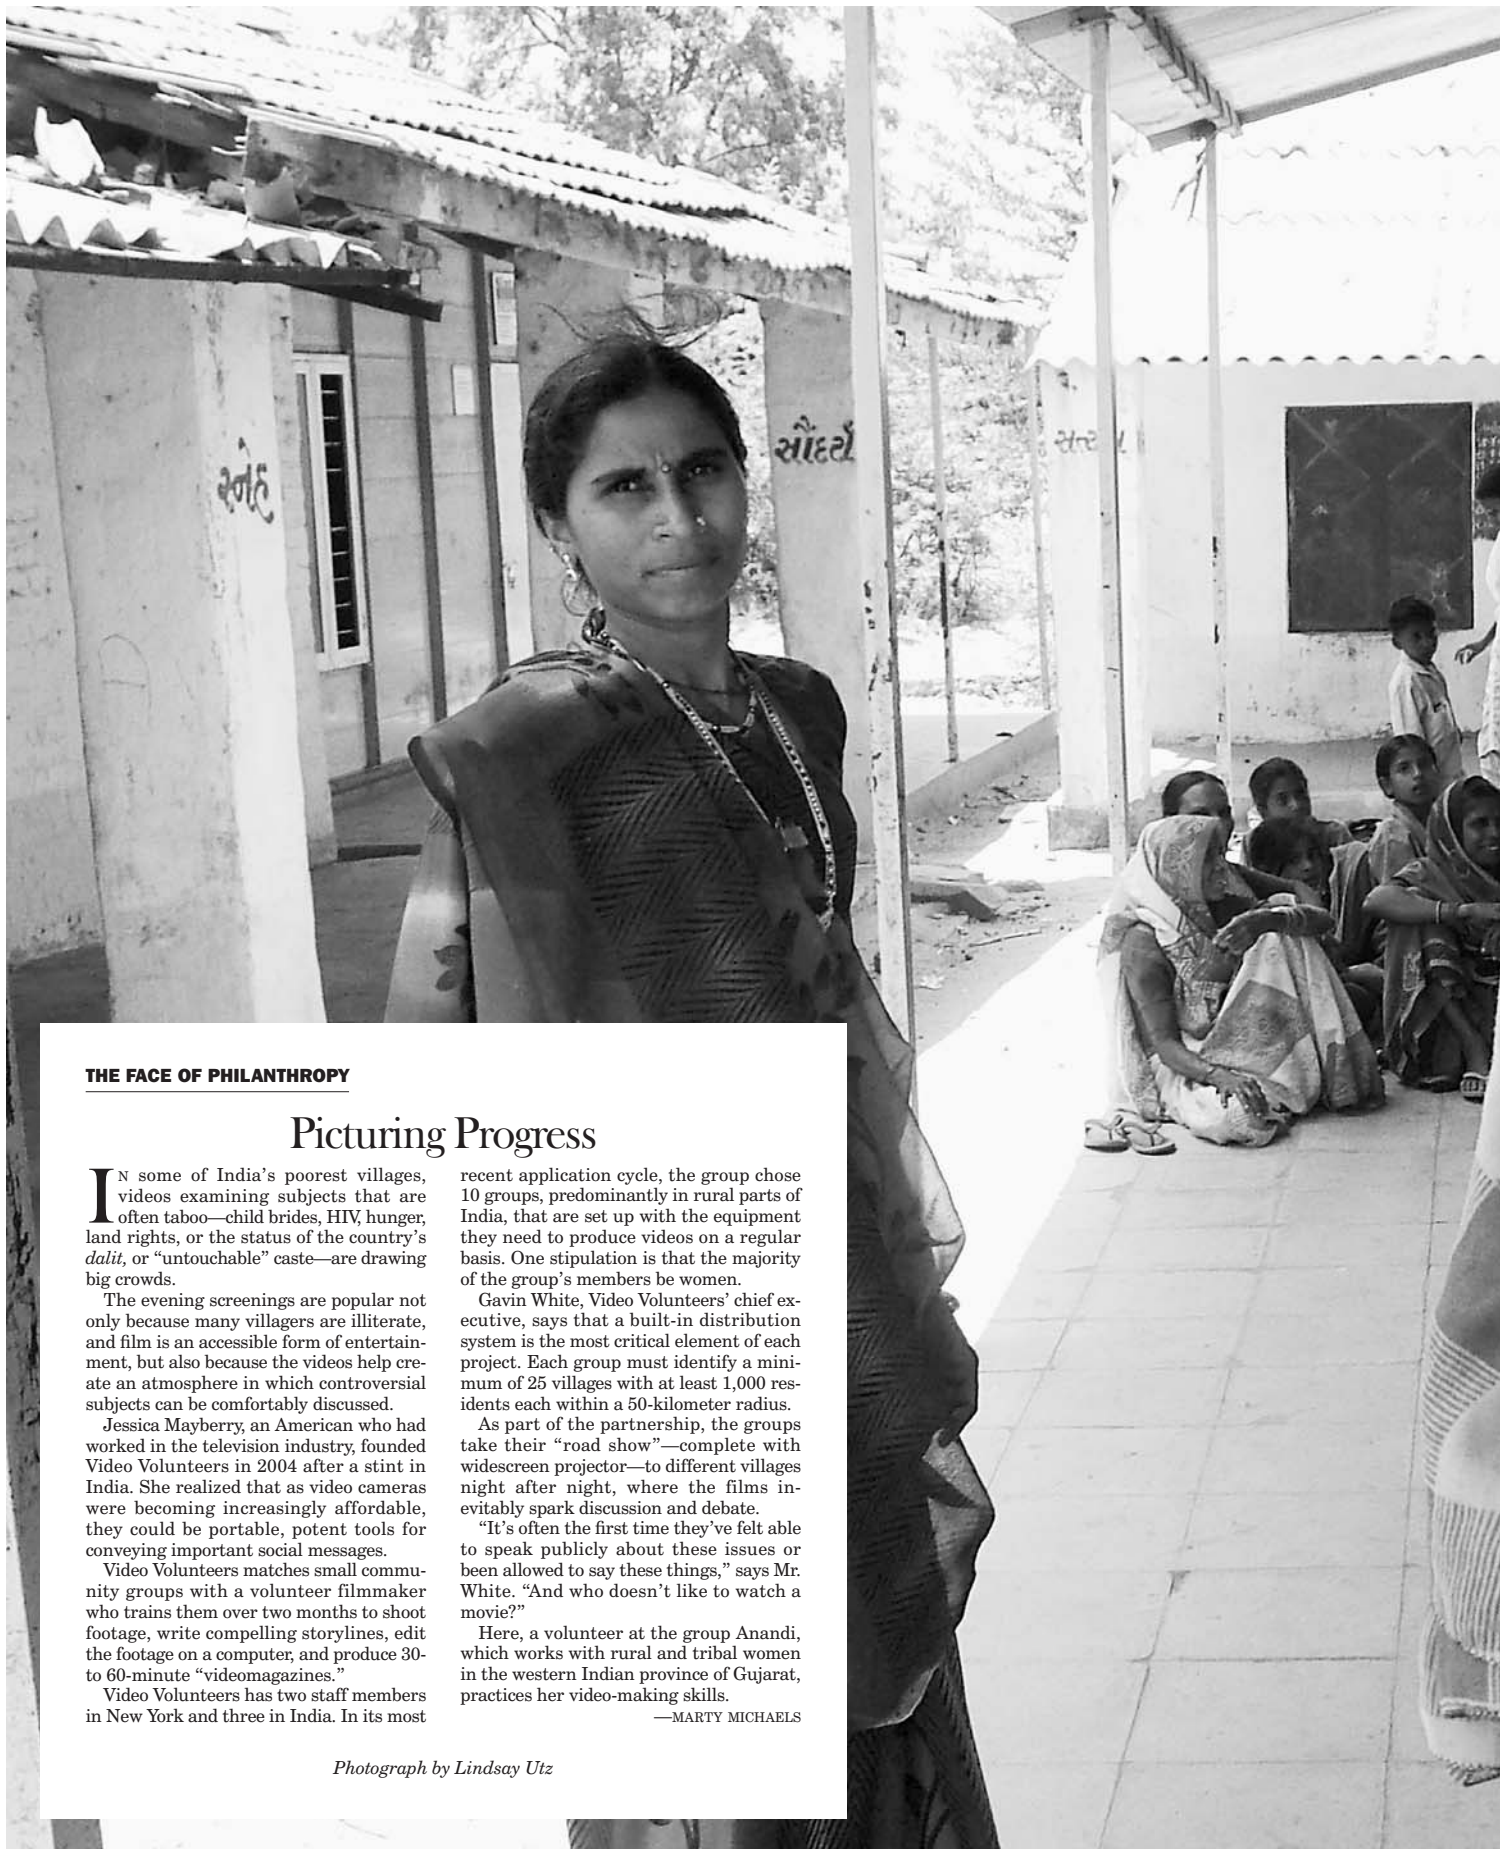 સ્નેહ
સૌંદર્ય
THE FACE OF PHILANTHROPY
Picturing Progress
IN some of India’s poorest villages,
videos examining subjects that are
often taboo—child brides, HIV, hunger,
land rights, or the status of the country’s
dalit, or “untouchable” caste—are drawing
big crowds.
The evening screenings are popular not
only because many villagers are illiterate,
and film is an accessible form of entertain-
ment, but also because the videos help cre-
ate an atmosphere in which controversial
subjects can be comfortably discussed.
Jessica Mayberry, an American who had
worked in the television industry, founded
Video Volunteers in 2004 after a stint in
India. She realized that as video cameras
were becoming increasingly affordable,
they could be portable, potent tools for
conveying important social messages.
Video Volunteers matches small commu-
nity groups with a volunteer filmmaker
who trains them over two months to shoot
footage, write compelling storylines, edit
the footage on a computer, and produce 30-
to 60-minute “videomagazines.”
Video Volunteers has two staff members
in New York and three in India. In its most
recent application cycle, the group chose
10 groups, predominantly in rural parts of
India, that are set up with the equipment
they need to produce videos on a regular
basis. One stipulation is that the majority
of the group’s members be women.
Gavin White, Video Volunteers’ chief ex-
ecutive, says that a built-in distribution
system is the most critical element of each
project. Each group must identify a mini-
mum of 25 villages with at least 1,000 res-
idents each within a 50-kilometer radius.
As part of the partnership, the groups
take their “road show”—complete with
widescreen projector—to different villages
night after night, where the films in-
evitably spark discussion and debate.
“It’s often the first time they’ve felt able
to speak publicly about these issues or
been allowed to say these things,” says Mr.
White. “And who doesn’t like to watch a
movie?”
Here, a volunteer at the group Anandi,
which works with rural and tribal women
in the western Indian province of Gujarat,
practices her video-making skills.
—MARTY MICHAELS
Photograph by Lindsay Utz